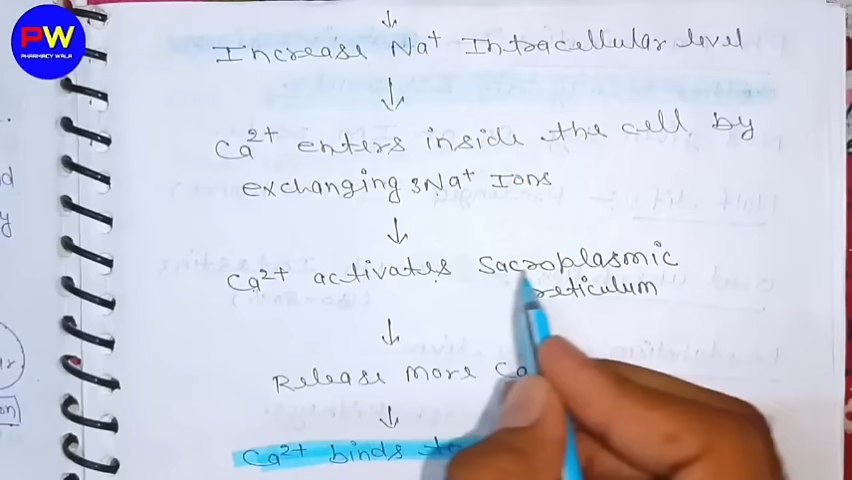 PW
PHARMACY WALA
↓
Increase Na+ Intracellular level
↓
Ca2+ enters inside the cell by
exchanging 3Na+ Ions
↓
Ca2+ activates Sacroplasmic
reticulum
↓
Release more Ca
↓
Ca2+ binds to